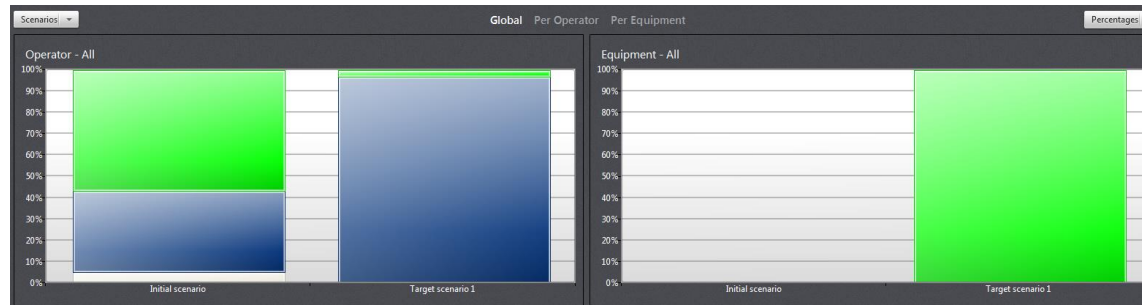 Scenarios
Global Per Operator Per Equipment
Percentages
Operator - All
100%
90%
80%
70%
60%
50%
40%
30%
20%
10%
0%
Initial scenario
Target scenario 1
Equipment - All
100%
90%
80%
70%
60%
50%
40%
30%
20%
10%
0%
Initial scenario
Target scenario 1